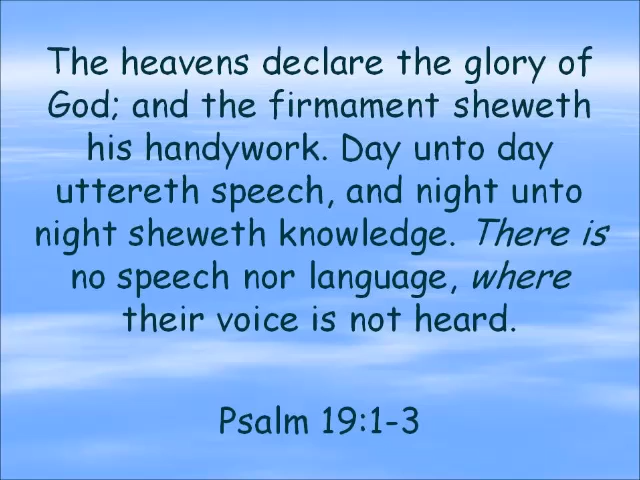 The heavens declare the glory of
God; and the firmament sheweth
his handywork. Day unto day
uttereth speech, and night unto
night sheweth knowledge. There is
no speech nor language, where
their voice is not heard.
Psalm 19:1-3